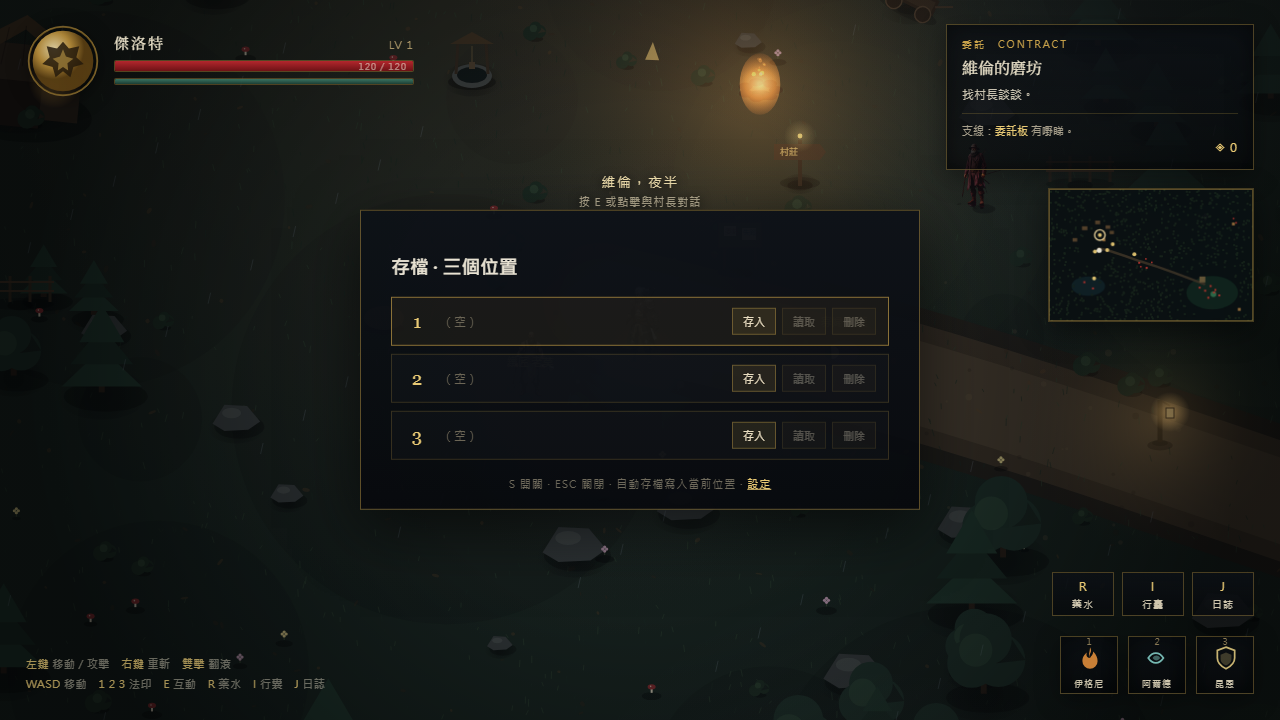 傑洛特
LV 1
120 / 120
委託 CONTRACT
維倫的磨坊
找村長談談。
支線：委託板 有嘢睇。
◈ 0
村莊
維倫，夜半
按 E 或點擊與村長對話
存檔 · 三個位置
1 （ 空 ） 存入 讀取 刪除
2 （ 空 ） 存入 讀取 刪除
3 （ 空 ） 存入 讀取 刪除
S 開關 · ESC 關閉 · 自動存檔寫入當前位置 · 設定
R 藥水
I 行囊
J 日誌
1 伊格尼
2 阿爾德
3 昆恩
左鍵 移動 / 攻擊 右鍵 重斬 雙擊 翻滾
WASD 移動 1 2 3 法印 E 互動 R 藥水 I 行囊 J 日誌